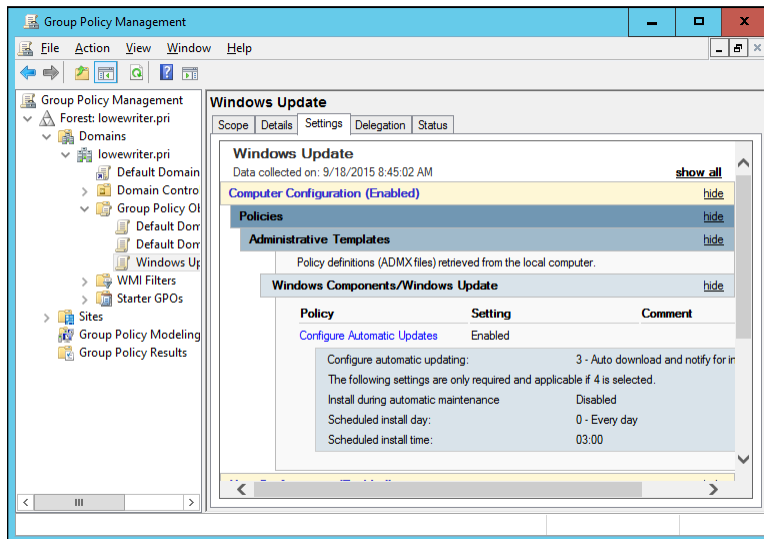 Group Policy Management
File Action View Window Help
Group Policy Management
Forest: lowewriter.pri
Domains
lowewriter.pri
Default Domain
Domain Contro
Group Policy Ob
Default Dom
Default Dom
Windows Up
WMI Filters
Starter GPOs
Sites
Group Policy Modeling
Group Policy Results
Windows Update
Scope Details Settings Delegation Status
Windows Update
Data collected on: 9/18/2015 8:45:02 AM show all
Computer Configuration (Enabled) hide
Policies hide
Administrative Templates hide
Policy definitions (ADMX files) retrieved from the local computer.
Windows Components/Windows Update hide
Policy Setting Comment
Configure Automatic Updates Enabled
Configure automatic updating: 3 - Auto download and notify for in
The following settings are only required and applicable if 4 is selected.
Install during automatic maintenance Disabled
Scheduled install day: 0 - Every day
Scheduled install time: 03:00